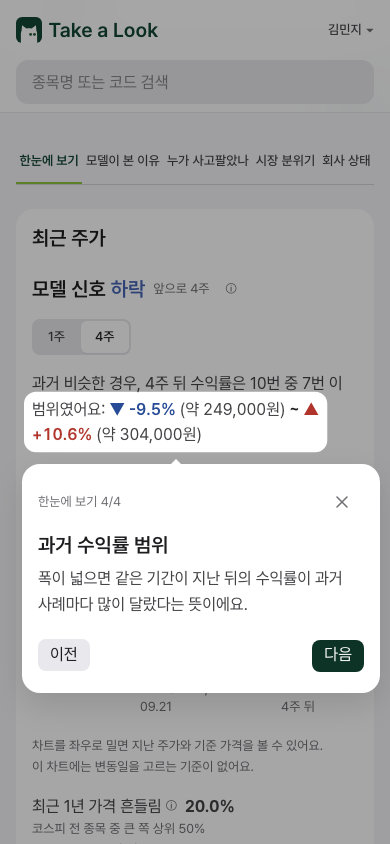 Take a Look
김민지
종목명 또는 코드 검색
한눈에 보기 모델이 본 이유 누가 사고팔았나 시장 분위기 회사 상태
최근 주가
모델 신호 하락 앞으로 4주 ⓘ
1주 4주
과거 비슷한 경우, 4주 뒤 수익률은 10번 중 7번 이
범위였어요: ▼ -9.5% (약 249,000원) ~ ▲
+10.6% (약 304,000원)
한눈에 보기 4/4
과거 수익률 범위
폭이 넓으면 같은 기간이 지난 뒤의 수익률이 과거
사례마다 많이 달랐다는 뜻이에요.
이전 다음
09.21 4주 뒤
차트를 좌우로 밀면 지난 주가와 기준 가격을 볼 수 있어요.
이 차트에는 변동일을 고르는 기준이 없어요.
최근 1년 가격 흔들림 ⓘ 20.0%
코스피 전 종목 중 큰 쪽 상위 50%